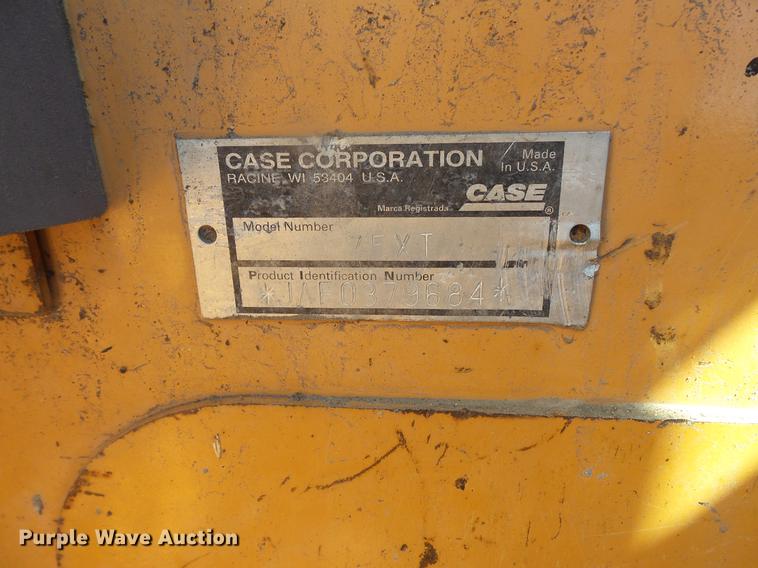 CASE CORPORATION
RACINE, WI 53404 U.S.A.
Made
in U.S.A.
CASE
Marca Registrada ®
Model Number
75XT
Product Identification Number
*JAF0379684*
Purple Wave Auction